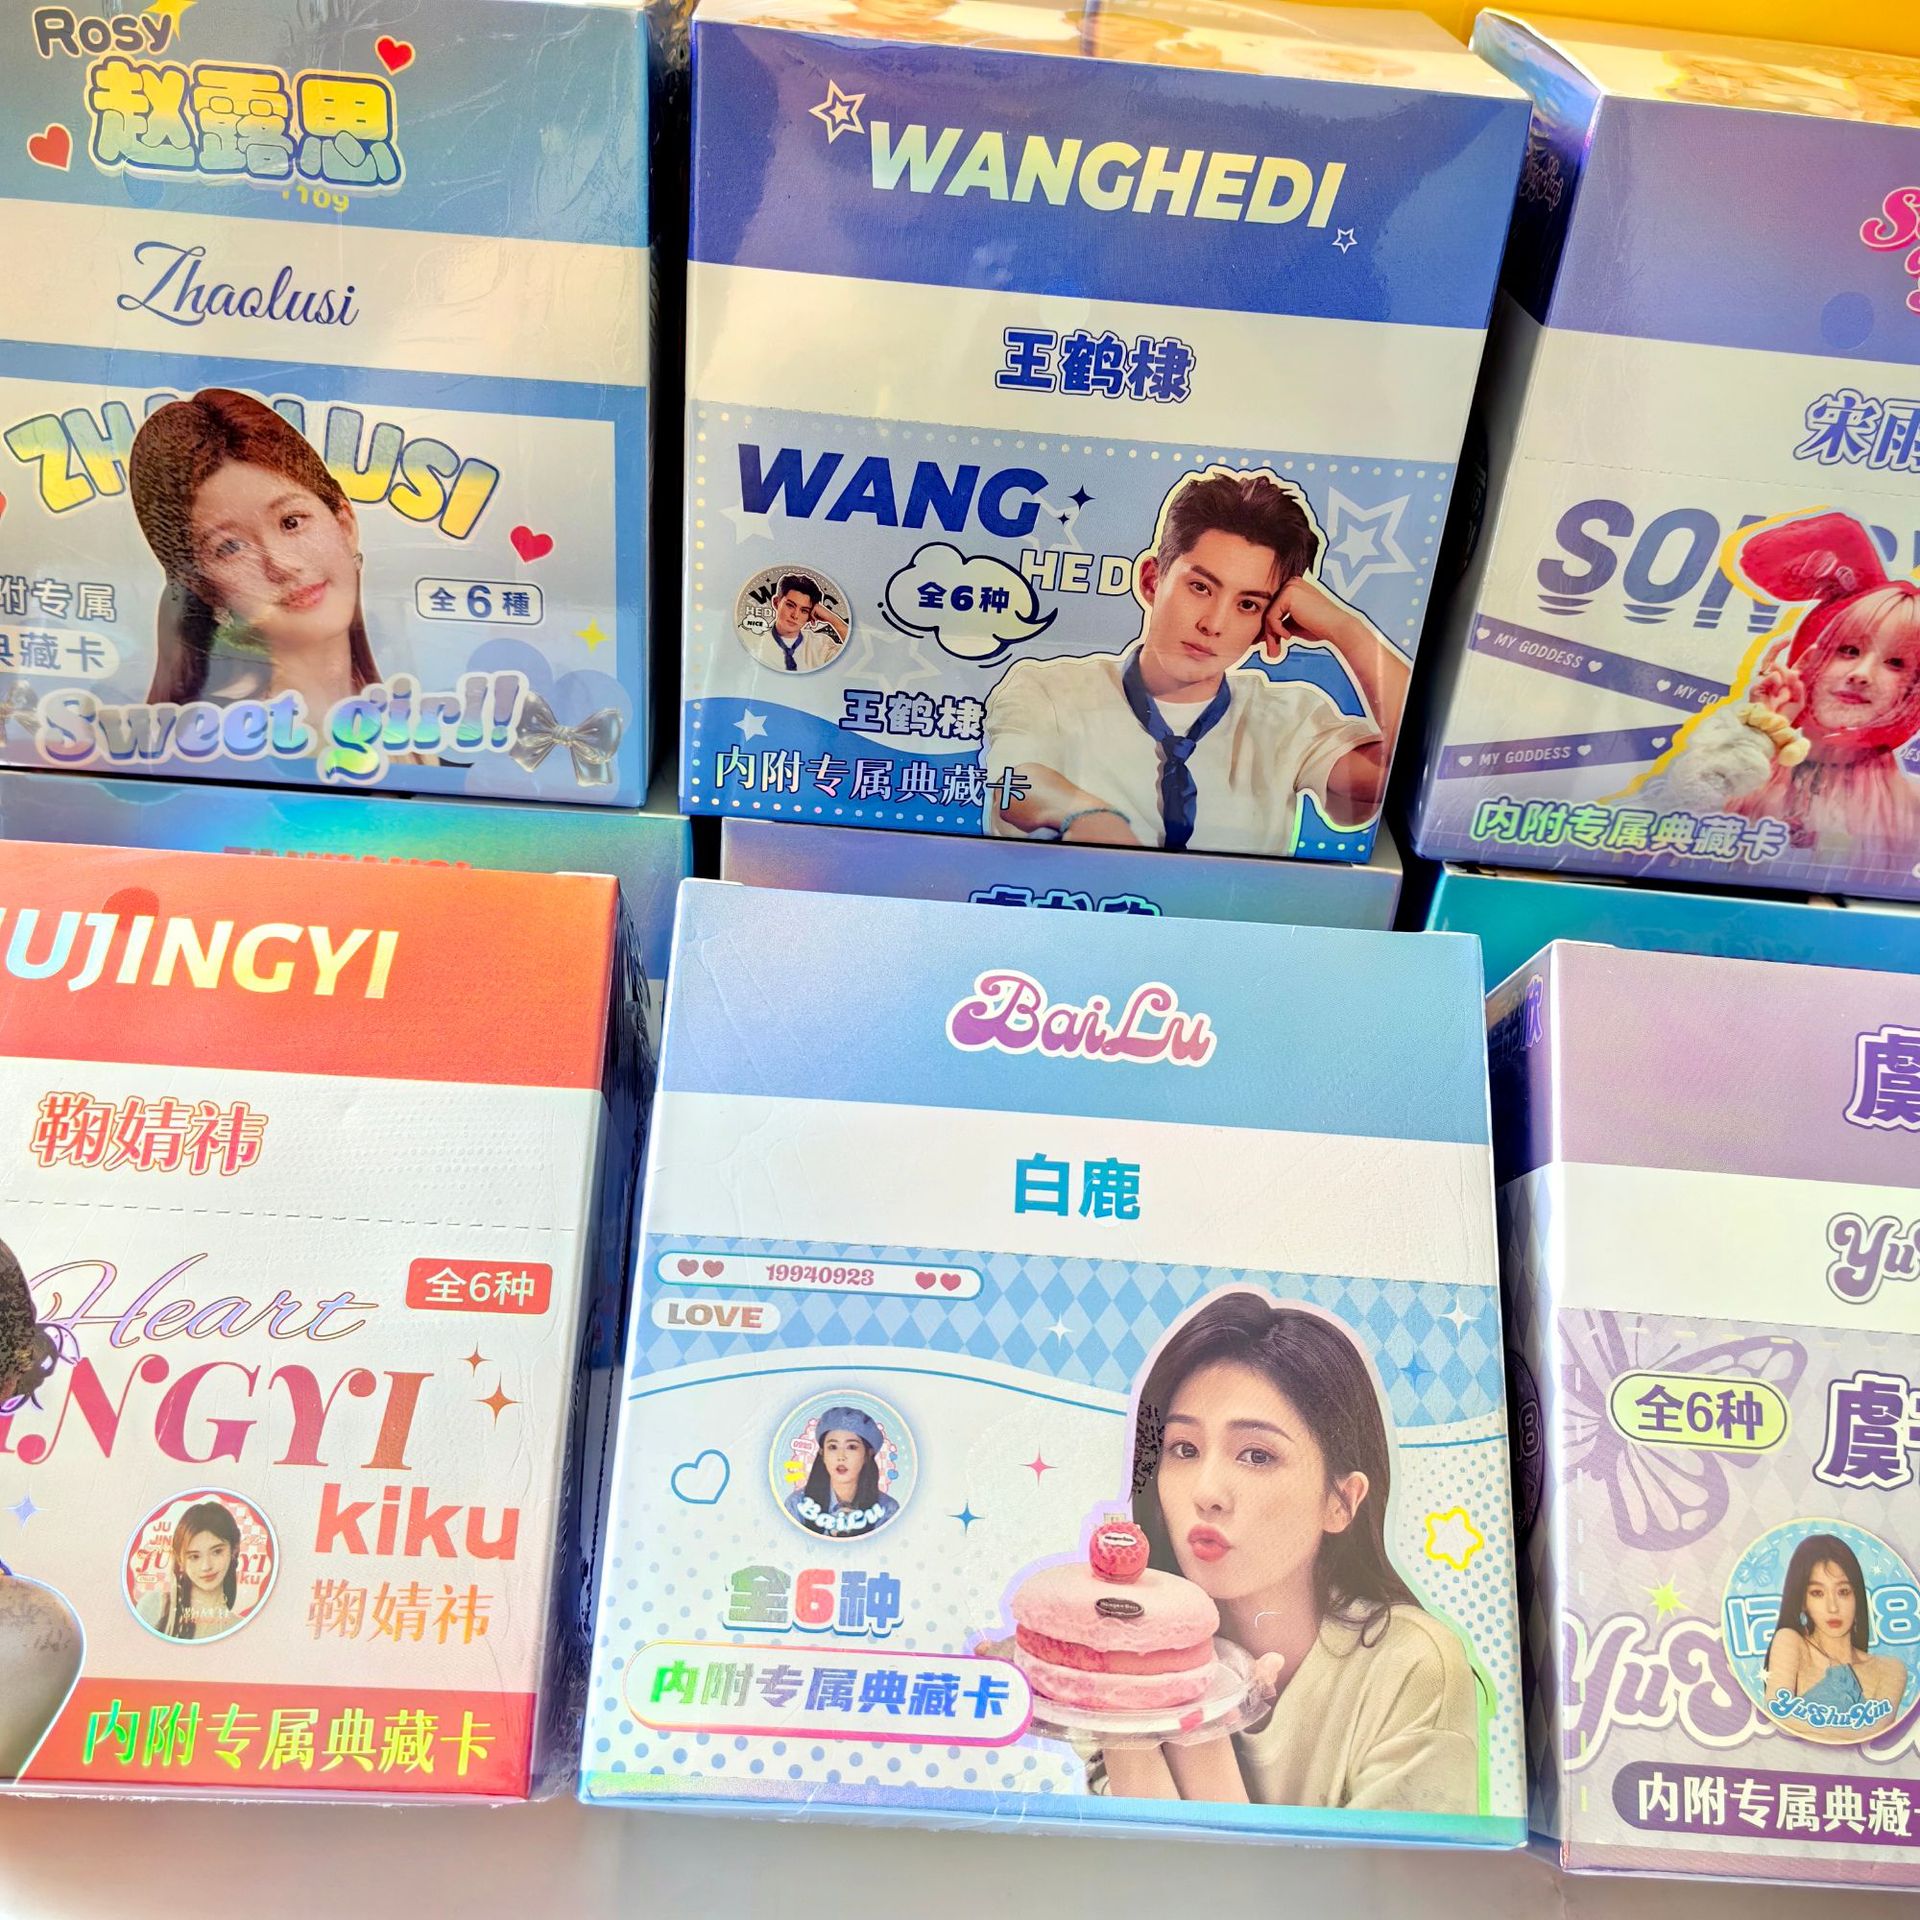 Rosy
赵露思
1109
Zhaolusi
附专属
典藏卡
全6種
Sweet girl!
WANGHEDI
王鹤棣
WANG
HEDI
全6种
王鹤棣
内附专属典藏卡
宋雨
MY GODDESS
MY GODDESS
内附专属典藏卡
UJINGYI
鞠婧祎
Heart
全6种
NGYI
kiku
鞠婧祎
内附专属典藏卡
BaiLu
白鹿
19940923
LOVE
BaiLu
全6种
内附专属典藏卡
虞
Yu
全6种
虞
YuShuXin
内附专属典藏